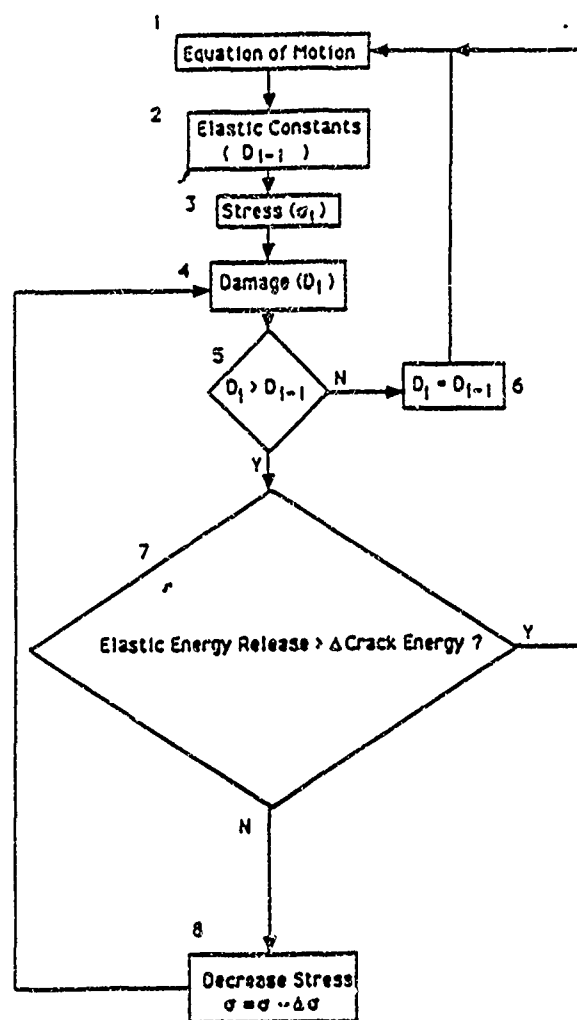 1
Equation of Motion
2
Elastic Constants
( D_{i-1} )
3
Stress (σ_i)
4
Damage (D_i)
5
D_i > D_{i-1}
N
D_i = D_{i-1}
6
Y
7
Elastic Energy Release > Δ Crack Energy ?
Y
N
8
Decrease Stress
σ = σ - Δσ